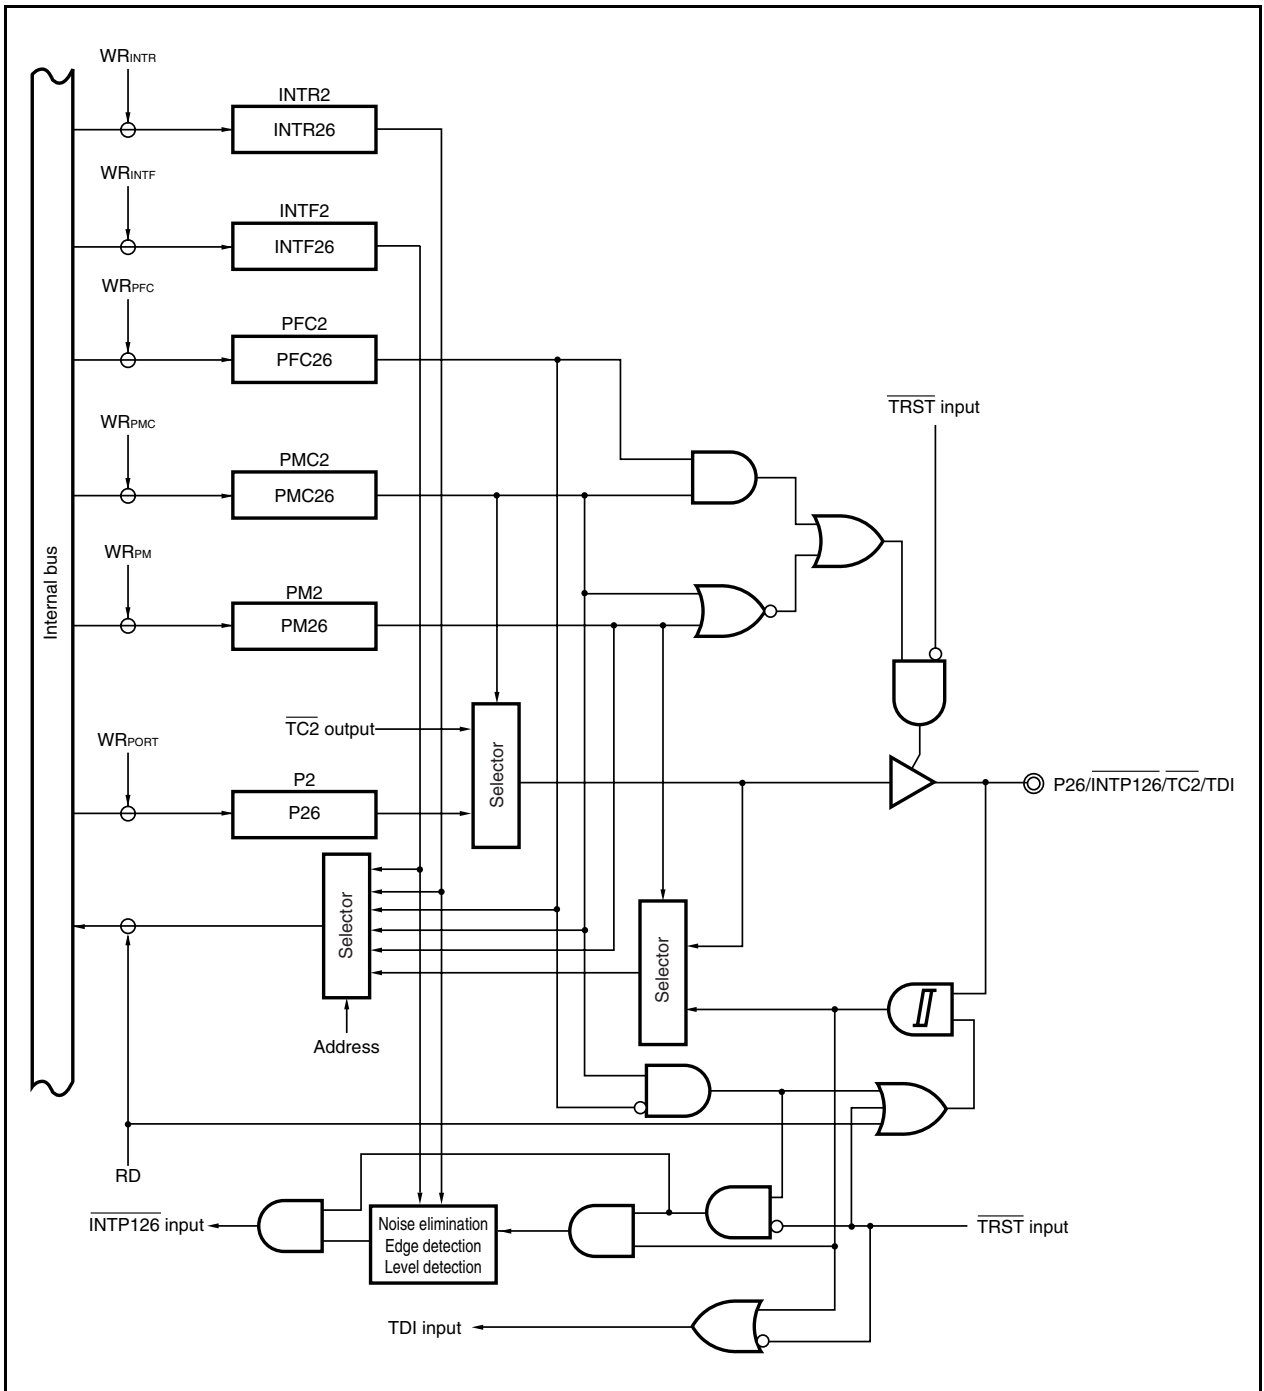 WRINTR
INTR2
INTR26
WRINTF
INTF2
INTF26
WRPFC
PFC2
PFC26
TRST input
WRPMC
PMC2
PMC26
Internal bus
WRPM
PM2
PM26
TC2 output
WRPORT
Selector
P2
P26
P26/INTP126/TC2/TDI
Selector
Selector
Address
RD
INTP126 input
Noise elimination
Edge detection
Level detection
TRST input
TDI input